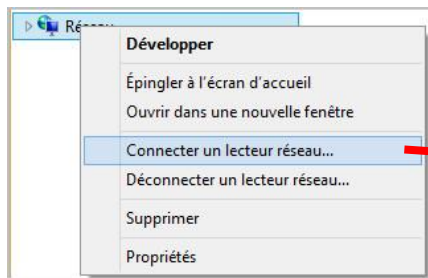 Réseau
Développer
Épingler à l'écran d'accueil
Ouvrir dans une nouvelle fenêtre
Connecter un lecteur réseau...
Déconnecter un lecteur réseau...
Supprimer
Propriétés